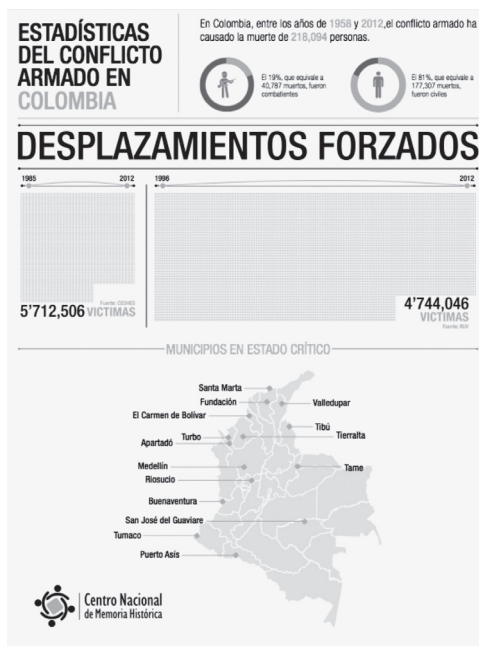 ESTADÍSTICAS
DEL CONFLICTO
ARMADO EN
COLOMBIA
En Colombia, entre los años de 1958 y 2012,el conflicto armado ha
causado la muerte de 218,094 personas.
El 19%, que equivale a
40,787 muertos, fueron
combatientes
El 81%, que equivale a
177,307 muertos,
fueron civiles
DESPLAZAMIENTOS FORZADOS
1985 2012
1996 2012
Fuente: CODHES
5'712,506 VICTIMAS
4'744,046
VICTIMAS
Fuente: RUV
MUNICIPIOS EN ESTADO CRÍTICO
Santa Marta
Fundación
Valledupar
El Carmen de Bolívar
Tibú
Turbo
Tierralta
Apartadó
Medellín
Tame
Riosucio
Buenaventura
San José del Guaviare
Tumaco
Puerto Asís
Centro Nacional
de Memoria Histórica